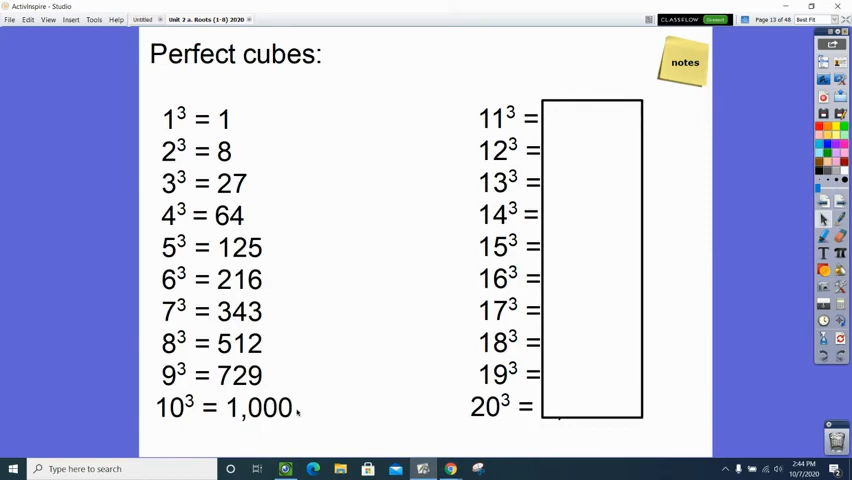 ActivInspire - Studio
File Edit View Insert Tools Help
Untitled
Unit 2 a. Roots (1-8) 2020
CLASSFLOW
Connect
Page 13 of 48
Best Fit
Perfect cubes:
notes
1³ = 1
2³ = 8
3³ = 27
4³ = 64
5³ = 125
6³ = 216
7³ = 343
8³ = 512
9³ = 729
10³ = 1,000
11³ =
12³ =
13³ =
14³ =
15³ =
16³ =
17³ =
18³ =
19³ =
20³ =
Type here to search
2:44 PM
10/7/2020